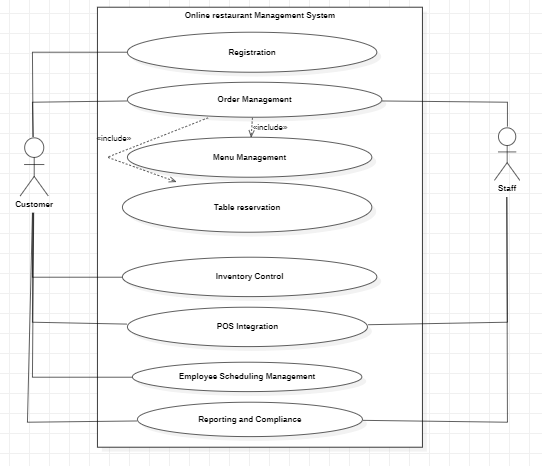 Online restaurant Management System
Registration
Order Management
«include»
«include»
Menu Management
Staff
Customer
Table reservation
Inventory Control
POS Integration
Employee Scheduling Management
Reporting and Compliance